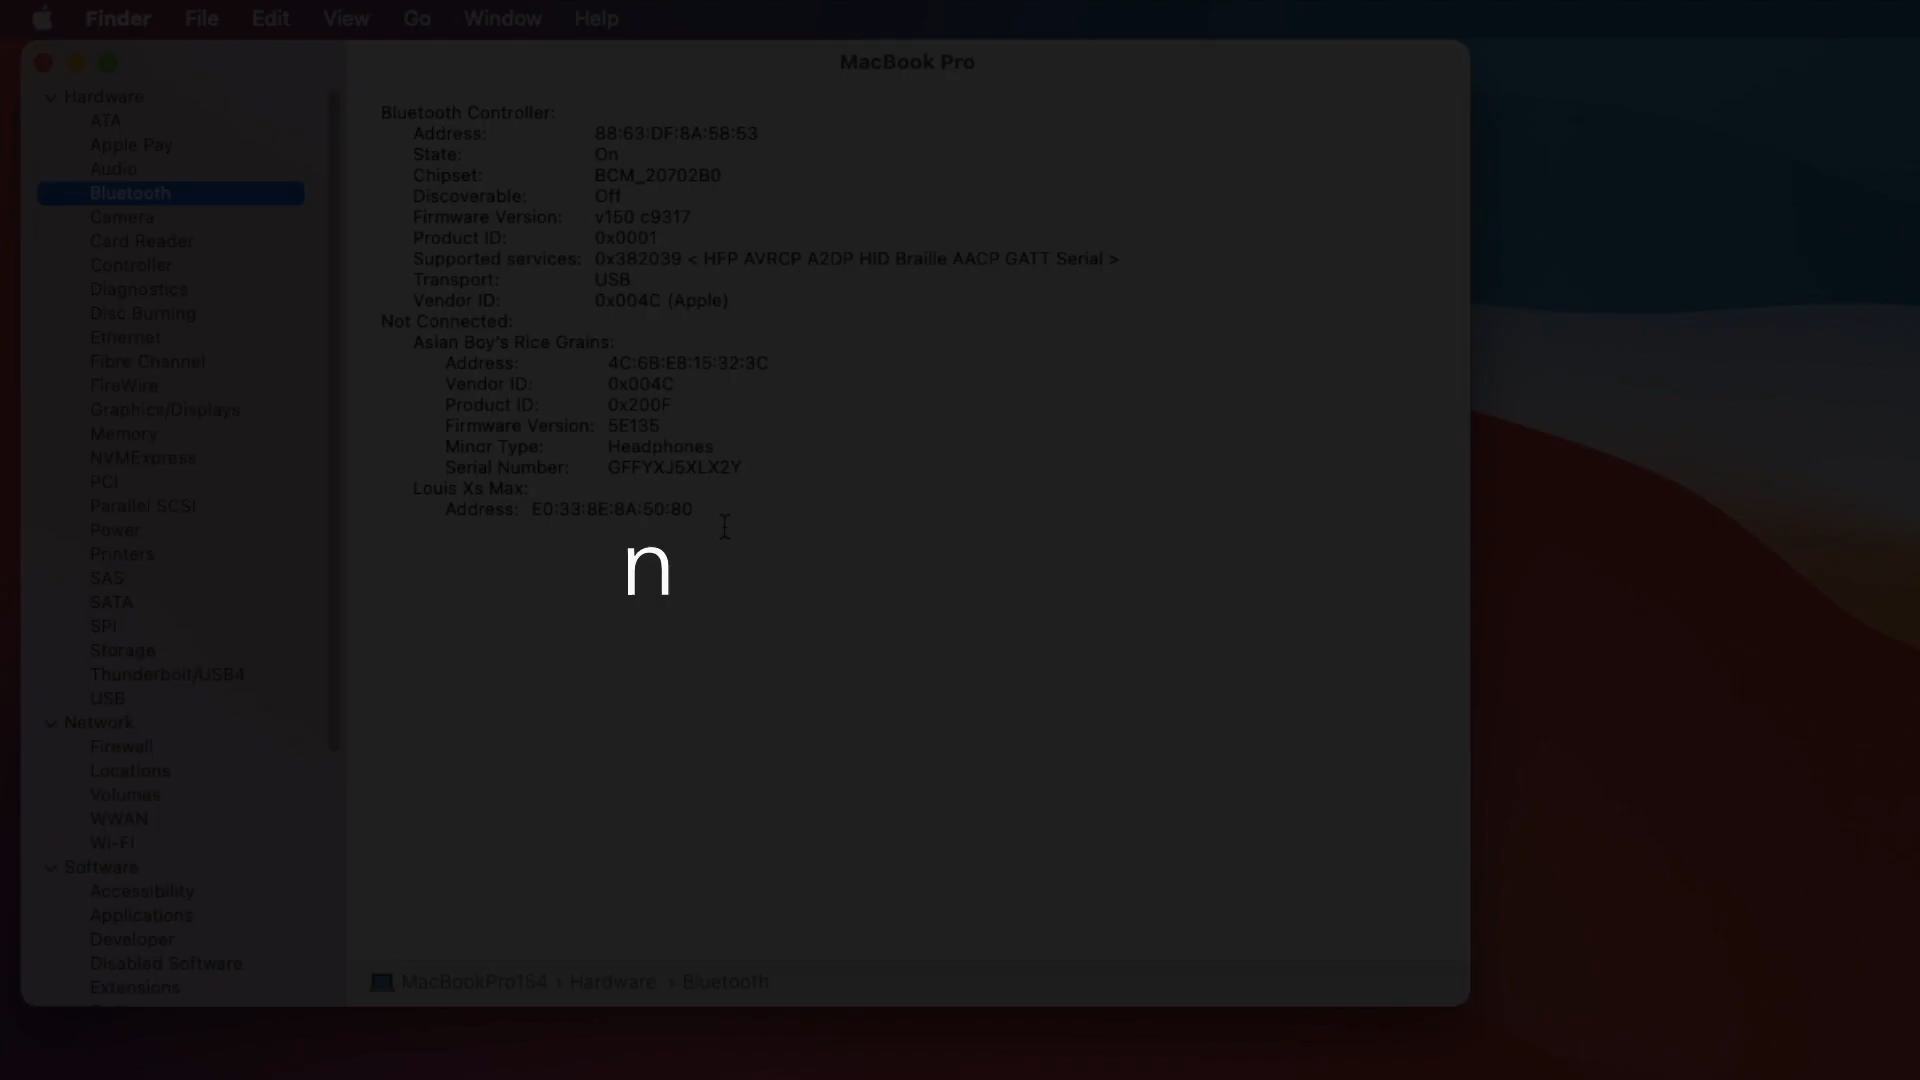 Finder File Edit View Go Window Help
MacBook Pro
Hardware
ATA
Apple Pay
Audio
Bluetooth
Camera
Card Reader
Controller
Diagnostics
Disc Burning
Ethernet
Fibre Channel
FireWire
Graphics/Displays
Memory
NVMExpress
PCI
Parallel SCSI
Power
Printers
SAS
SATA
SPI
Storage
Thunderbolt/USB4
USB
Network
Firewall
Locations
Volumes
WWAN
Wi-Fi
Software
Accessibility
Applications
Developer
Disabled Software
Extensions
Bluetooth Controller:
Address: 88:63:DF:8A:58:53
State: On
Chipset: BCM_20702B0
Discoverable: Off
Firmware Version: v150 c9317
Product ID: 0x0001
Supported services: 0x382039 < HFP AVRCP A2DP HID Braille AACP GATT Serial >
Transport: USB
Vendor ID: 0x004C (Apple)
Not Connected:
Asian Boy's Rice Grains:
Address: 4C:6B:E8:15:32:3C
Vendor ID: 0x004C
Product ID: 0x200F
Firmware Version: 5E135
Minor Type: Headphones
Serial Number: GFFYXJ5XLX2Y
Louis Xs Max:
Address: E0:33:8E:8A:50:80
n
MacBookPro154 › Hardware › Bluetooth